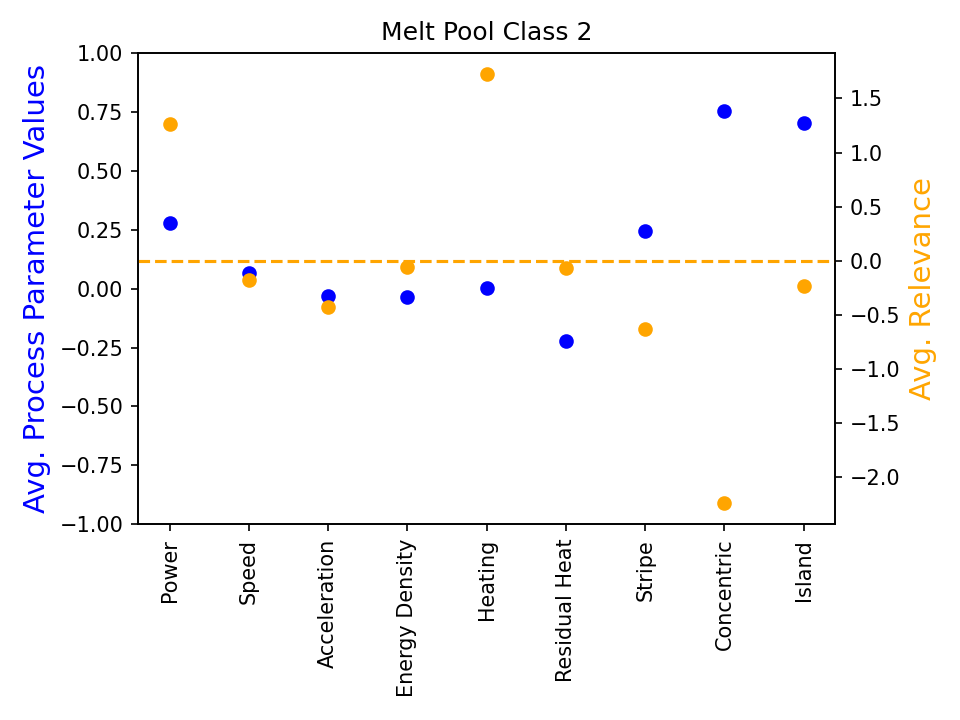 Melt Pool Class 2
Avg. Process Parameter Values
1.00
0.75
0.50
0.25
0.00
−0.25
−0.50
−0.75
−1.00
1.5
1.0
0.5
0.0
−0.5
−1.0
−1.5
−2.0
Avg. Relevance
Power
Speed
Acceleration
Energy Density
Heating
Residual Heat
Stripe
Concentric
Island